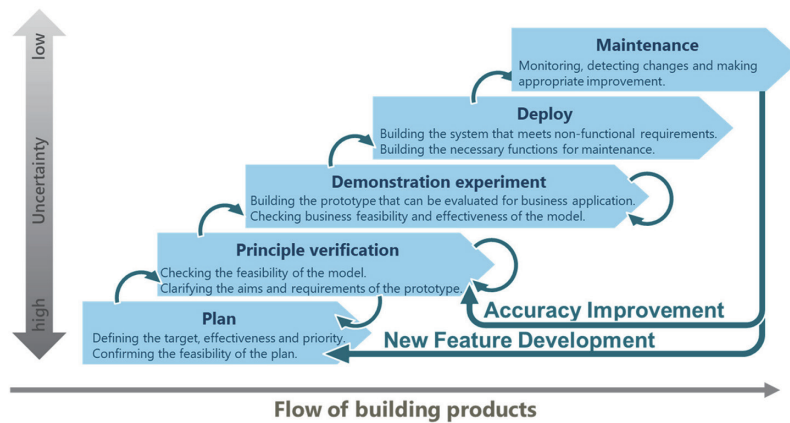 low
Uncertainty
high
Maintenance
Monitoring, detecting changes and making
appropriate improvement.
Deploy
Building the system that meets non-functional requirements.
Building the necessary functions for maintenance.
Demonstration experiment
Building the prototype that can be evaluated for business application.
Checking business feasibility and effectiveness of the model.
Principle verification
Checking the feasibility of the model.
Clarifying the aims and requirements of the prototype.
Accuracy Improvement
Plan
Defining the target, effectiveness and priority.
Confirming the feasibility of the plan.
New Feature Development
Flow of building products